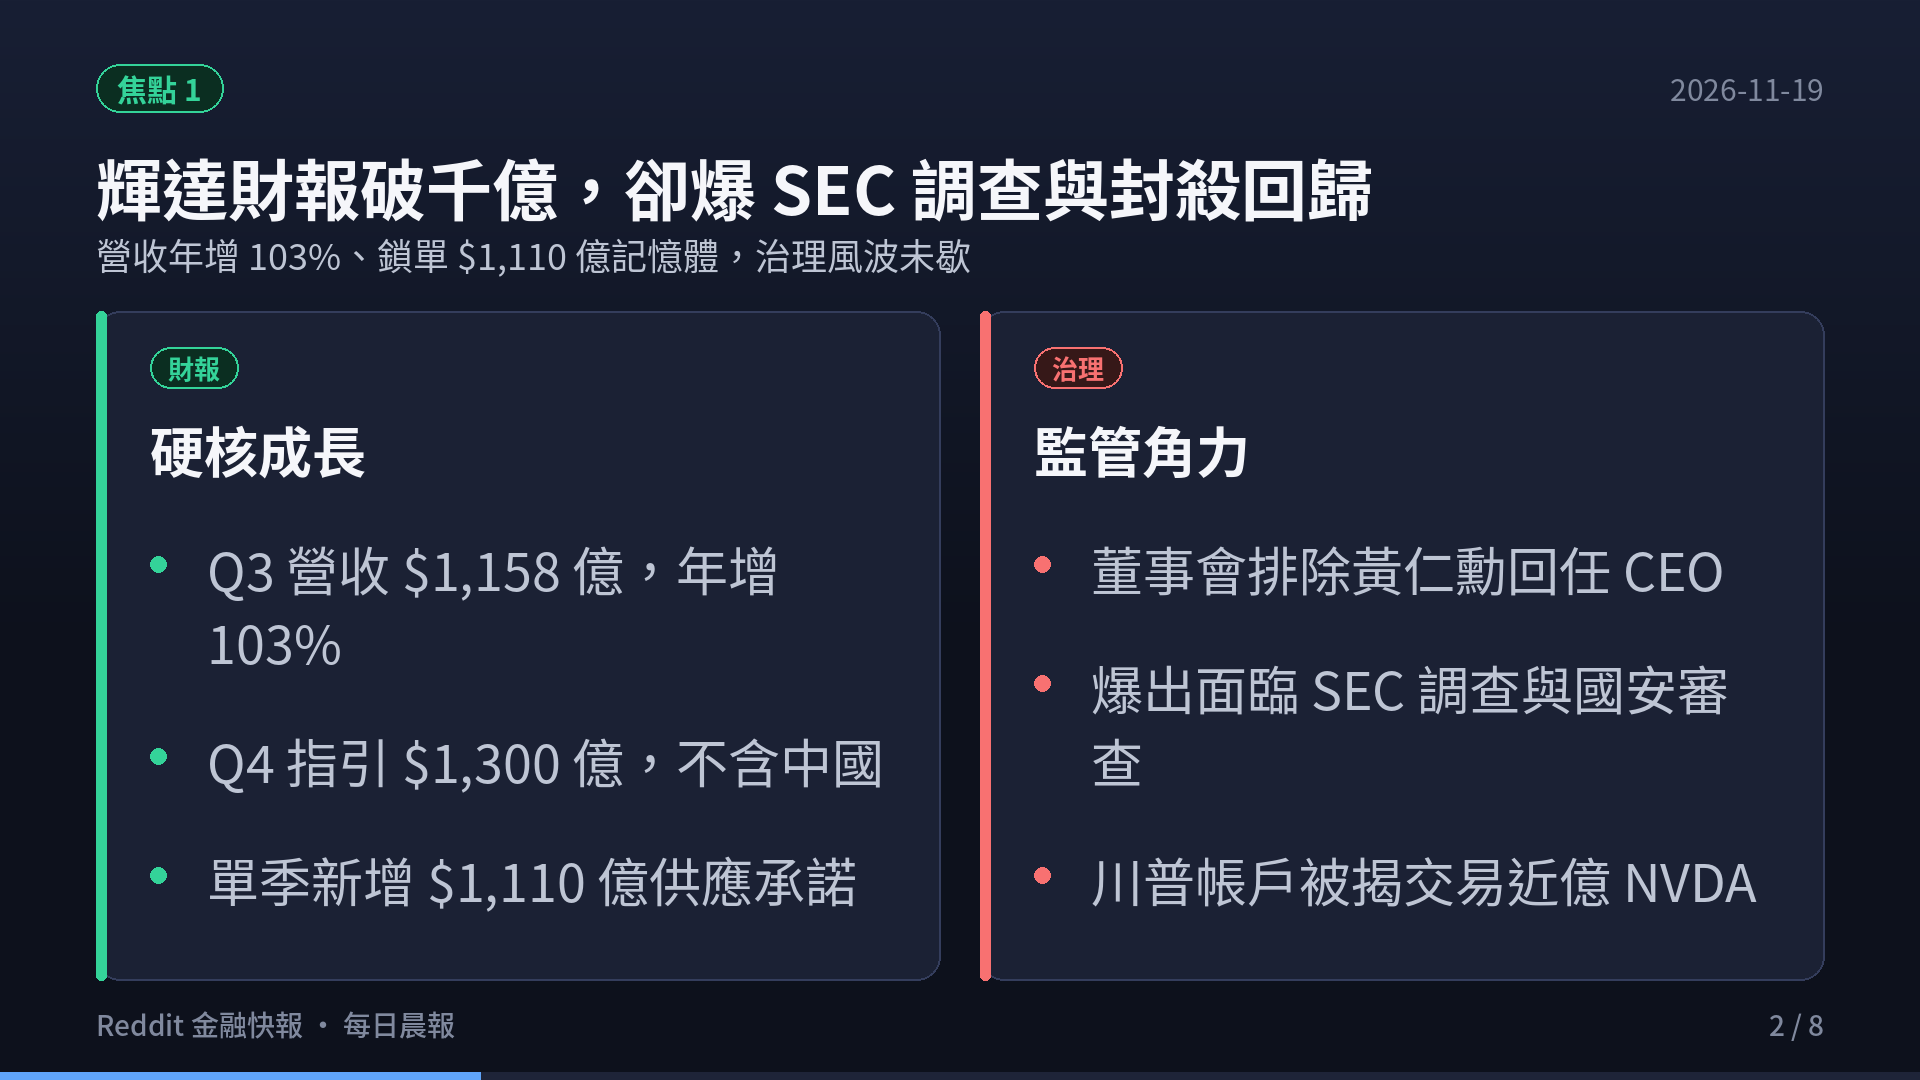 焦點 1
2026-11-19
輝達財報破千億，卻爆 SEC 調查與封殺回歸
營收年增 103%、鎖單 $1,110 億記憶體，治理風波未歇
財報
硬核成長
Q3 營收 $1,158 億，年增
103%
Q4 指引 $1,300 億，不含中國
單季新增 $1,110 億供應承諾
治理
監管角力
董事會排除黃仁勳回任 CEO
爆出面臨 SEC 調查與國安審
查
川普帳戶被揭交易近億 NVDA
Reddit 金融快報 · 每日晨報
2 / 8